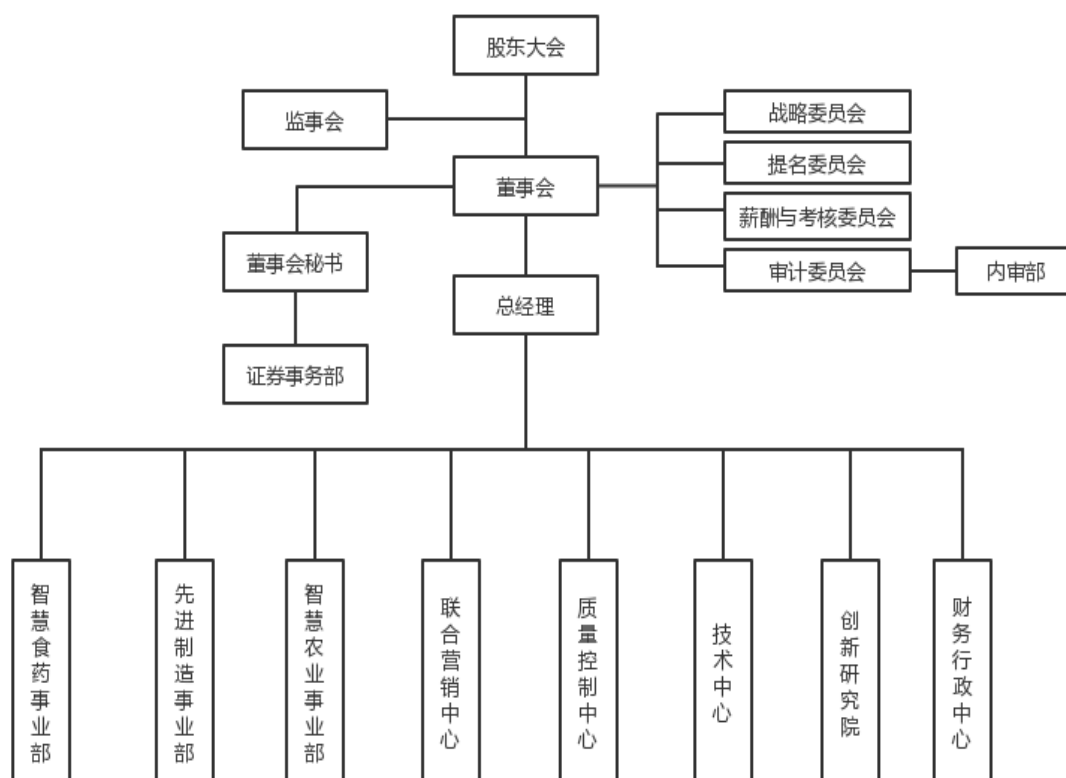 股东大会
监事会
战略委员会
提名委员会
董事会
薪酬与考核委员会
董事会秘书
审计委员会
内审部
总经理
证券事务部
智慧食药事业部
先进制造事业部
智慧农业事业部
联合营销中心
质量控制中心
技术中心
创新研究院
财务行政中心